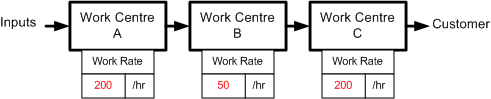 Inputs
Work Centre
A
Work Centre
B
Work Centre
C
Customer
Work Rate
200 /hr
Work Rate
50 /hr
Work Rate
200 /hr